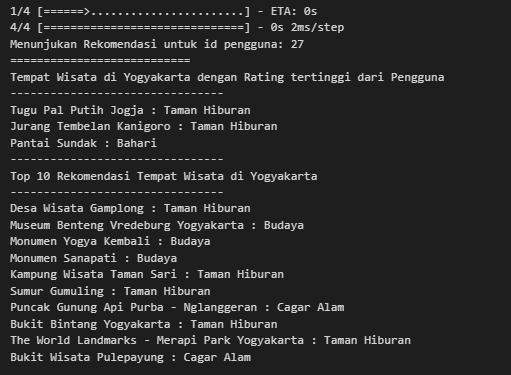 1/4 [======>.......................] - ETA: 0s
4/4 [==============================] - 0s 2ms/step
Menunjukan Rekomendasi untuk id pengguna: 27
===========================
Tempat Wisata di Yogyakarta dengan Rating tertinggi dari Pengguna
--------------------------------
Tugu Pal Putih Jogja : Taman Hiburan
Jurang Tembelan Kanigoro : Taman Hiburan
Pantai Sundak : Bahari
--------------------------------
Top 10 Rekomendasi Tempat Wisata di Yogyakarta
--------------------------------
Desa Wisata Gamplong : Taman Hiburan
Museum Benteng Vredeburg Yogyakarta : Budaya
Monumen Yogya Kembali : Budaya
Monumen Sanapati : Budaya
Kampung Wisata Taman Sari : Taman Hiburan
Sumur Gumuling : Taman Hiburan
Puncak Gunung Api Purba - Nglanggeran : Cagar Alam
Bukit Bintang Yogyakarta : Taman Hiburan
The World Landmarks - Merapi Park Yogyakarta : Taman Hiburan
Bukit Wisata Pulepayung : Cagar Alam